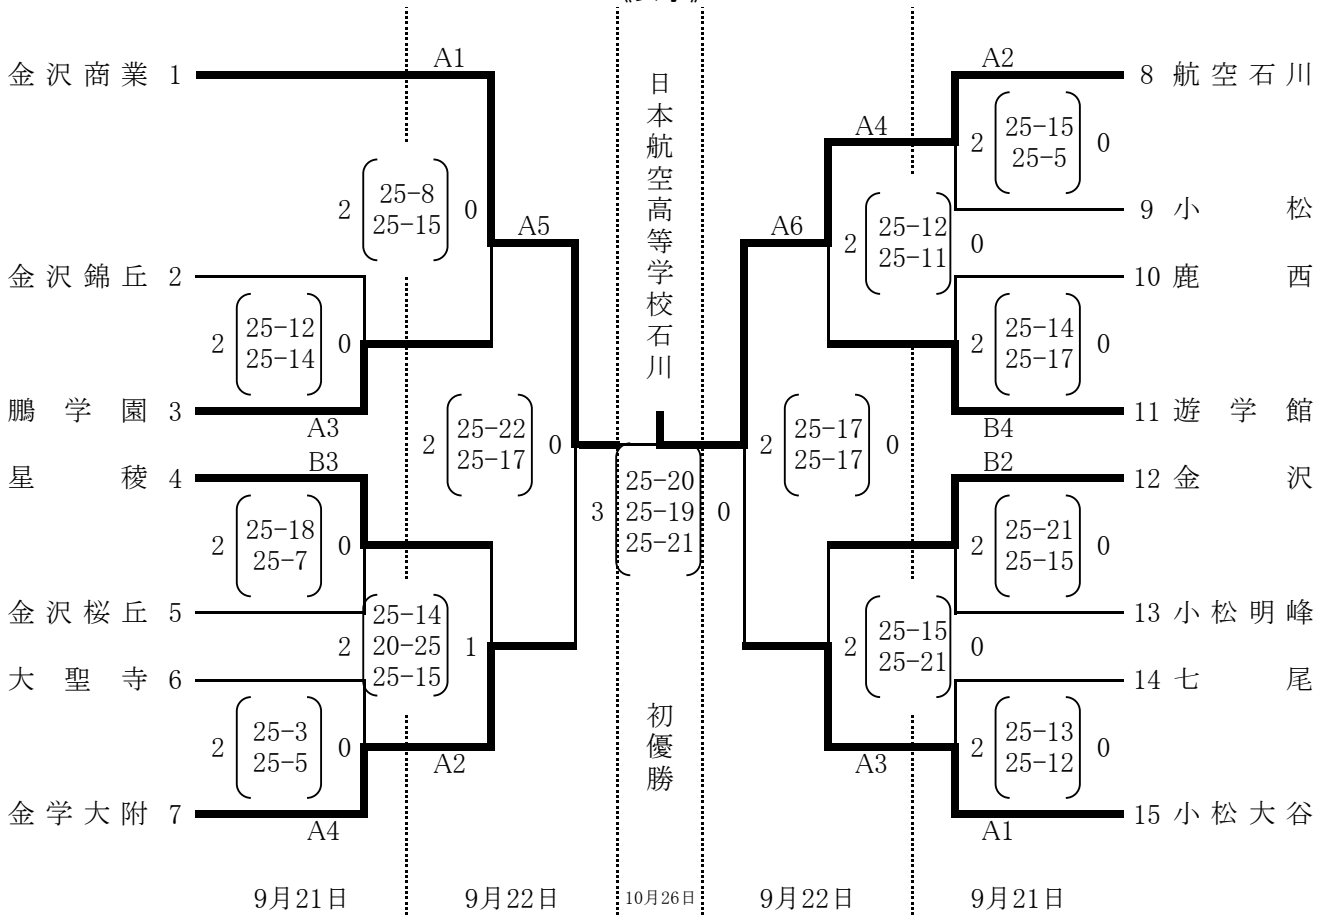 A1
A2
金沢商業 1
8 航空石川
日本航空高等学校石川
2 25-15 25-5 0
A4
2 25-8 25-15 0
9 小松
A5
A6
2 25-12 25-11 0
金沢錦丘 2
10 鹿西
2 25-12 25-14 0
2 25-14 25-17 0
鵬学園 3
11 遊学館
A3
B4
2 25-22 25-17 0
2 25-17 25-17 0
B3
B2
星稜 4
12 金沢
3 25-20 25-19 25-21 0
2 25-18 25-7 0
2 25-21 25-15 0
金沢桜丘 5
13 小松明峰
2 25-14 20-25 25-15 1
2 25-15 25-21 0
大聖寺 6
14 七尾
初優勝
2 25-3 25-5 0
2 25-13 25-12 0
A2
A3
金学大附 7
15 小松大谷
A4
A1
9月21日 9月22日 10月26日 9月22日 9月21日